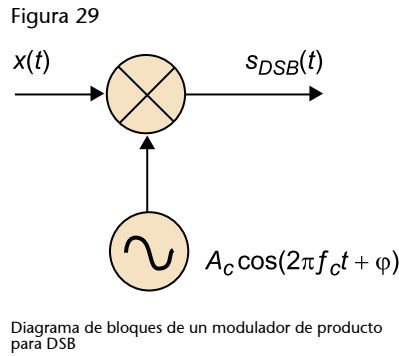 Figura 29
x(t)
s_DSB(t)
A_c cos(2πf_c t + φ)
Diagrama de bloques de un modulador de producto
para DSB